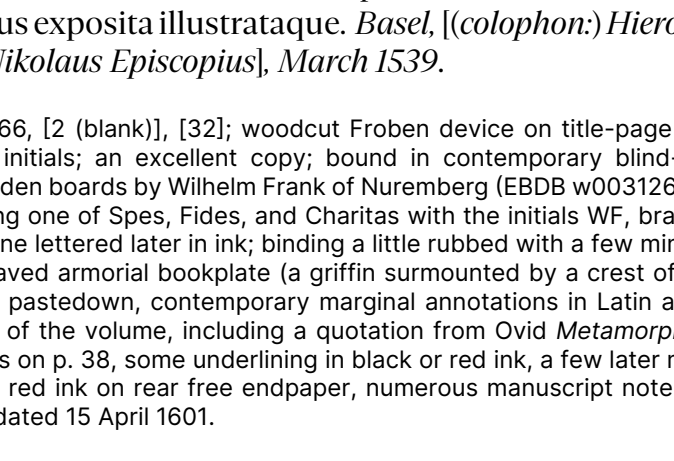 us exposita illustrataque. Basel, [(colophon:) Hiero
Nikolaus Episcopius], March 1539.
66, [2 (blank)], [32]; woodcut Froben device on title-page
initials; an excellent copy; bound in contemporary blind-
den boards by Wilhelm Frank of Nuremberg (EBDB w003126
ng one of Spes, Fides, and Charitas with the initials WF, bra
ne lettered later in ink; binding a little rubbed with a few min
aved armorial bookplate (a griffin surmounted by a crest of
pastedown, contemporary marginal annotations in Latin a
of the volume, including a quotation from Ovid Metamorp
s on p. 38, some underlining in black or red ink, a few later
red ink on rear free endpaper, numerous manuscript note
dated 15 April 1601.